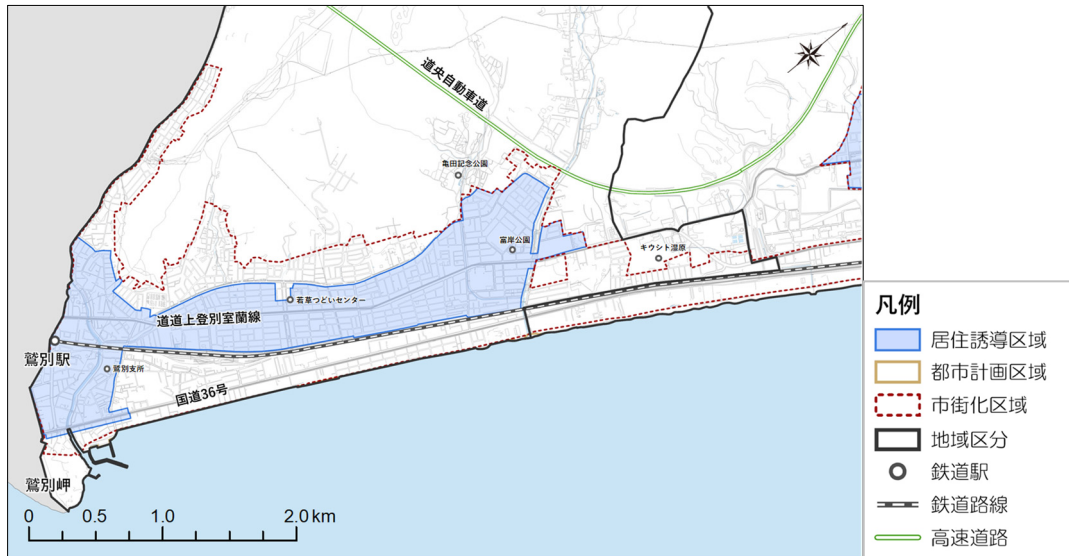 道央自動車道
亀田記念公園
富岸公園
キウシト湿原
若草つどいセンター
道道上登別室蘭線
鷲別駅
鷲別支所
国道36号
鷲別岬
0 0.5 1.0 2.0 km
凡例
居住誘導区域
都市計画区域
市街化区域
地域区分
鉄道駅
鉄道路線
高速道路